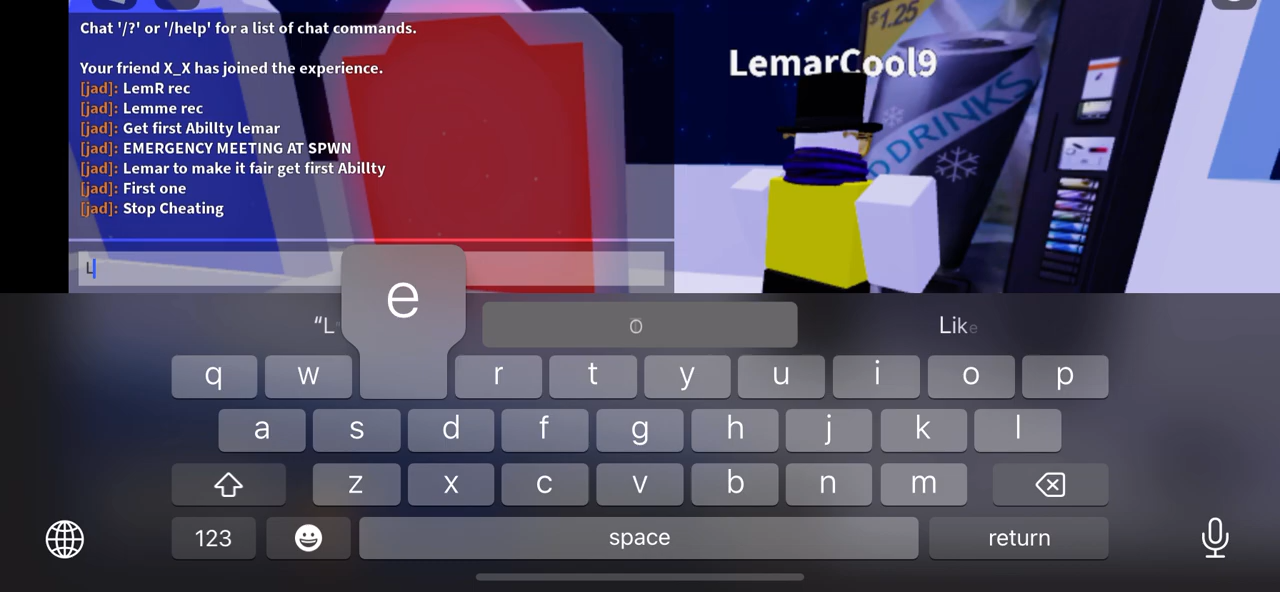 Chat '/?' or '/help' for a list of chat commands.
Your friend X_X has joined the experience.
[jad]: LemR rec
[jad]: Lemme rec
[jad]: Get first Abillty lemar
[jad]: EMERGENCY MEETING AT SPWN
[jad]: Lemar to make it fair get first Abillty
[jad]: First one
[jad]: Stop Cheating
L
$1.25
LemarCool9
DRINKS
e
“L”
Like
q w r t y u i o p
a s d f g h j k l
z x c v b n m
123 space return